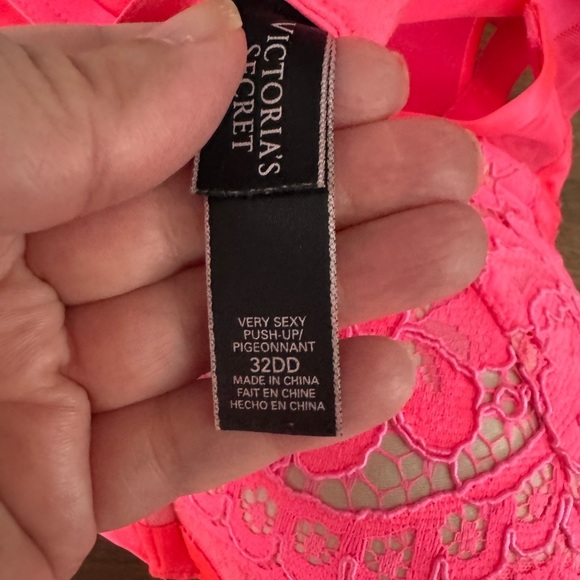 VICTORIA'S
SECRET
VERY SEXY
PUSH-UP/
PIGEONNANT
32DD
MADE IN CHINA
FAIT EN CHINE
HECHO EN CHINA